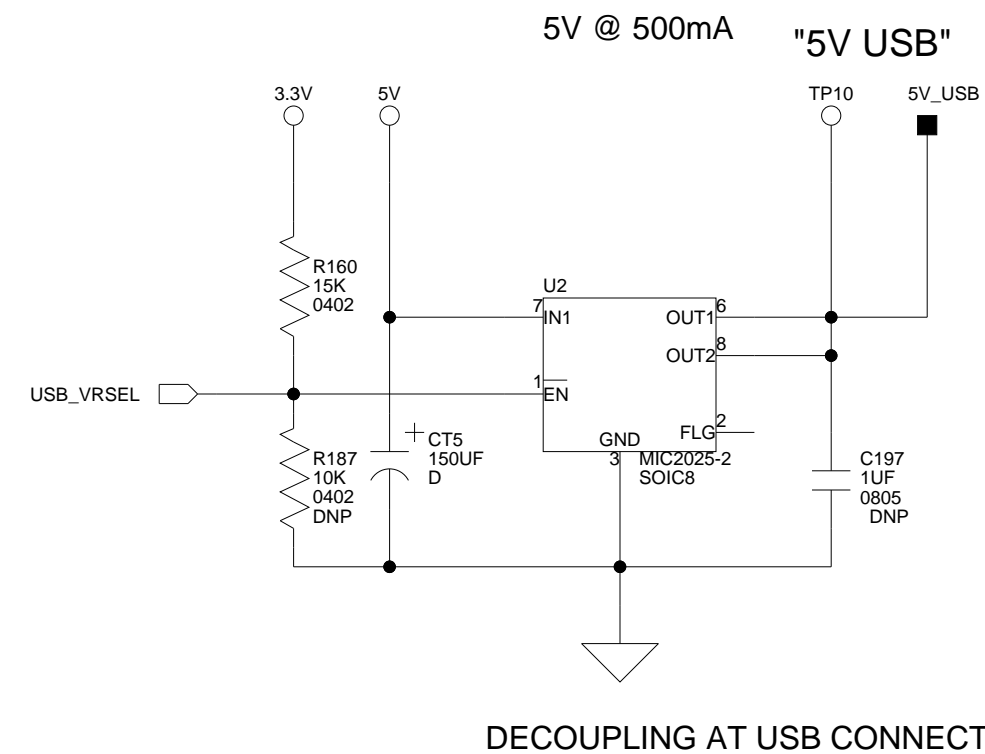 5V @ 500mA
"5V USB"
3.3V
5V
TP10
5V_USB
R160
15K
0402
U2
7
IN1
OUT1
6
OUT2
8
USB_VRSEL
1
EN
FLG
2
GND
3
MIC2025-2
SOIC8
R187
10K
0402
DNP
CT5
150UF
D
C197
1UF
0805
DNP
DECOUPLING AT USB CONNECT